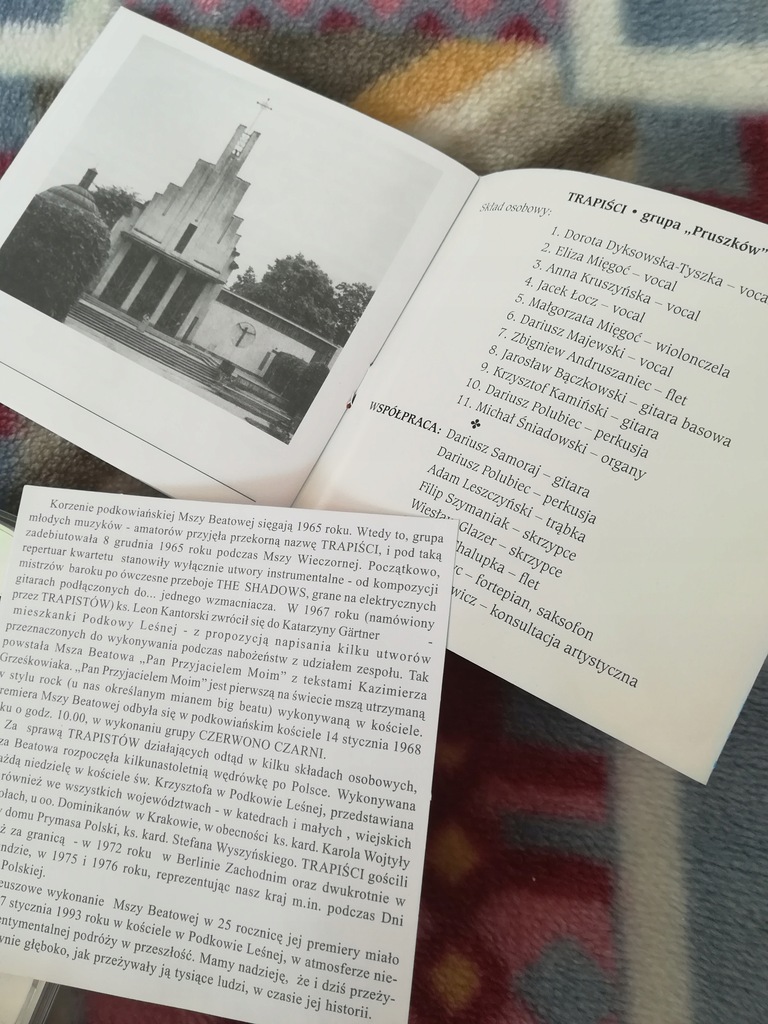 TRAPIŚCI • grupa „Pruszków”
Skład osobowy:
1. Dorota Dyksowska-Tyszka – voca
2. Eliza Mięgoć – vocal
3. Anna Kruszyńska – vocal
4. Jacek Łocz – vocal
5. Małgorzata Mięgoć – wiolonczela
6. Dariusz Majewski – vocal
7. Zbigniew Andruszaniec – flet
8. Jarosław Bączkowski – gitara basowa
9. Krzysztof Kamiński – gitara
10. Dariusz Polubiec – perkusja
11. Michał Śniadowski – organy
WSPÓŁPRACA: Dariusz Samoraj – gitara
Dariusz Polubiec – perkusja
Adam Leszczyński – trąbka
Filip Szymaniak – skrzypce
Wiesław Glazer – skrzypce
halupka – flet
yc – fortepian, saksofon
wicz – konsultacja artystyczna
Korzenie podkowiańskiej Mszy Beatowej sięgają 1965 roku. Wtedy to, grupa
młodych muzyków - amatorów przyjęła przekorną nazwę TRAPIŚCI, i pod taką
zadebiutowała 8 grudnia 1965 roku podczas Mszy Wieczornej. Początkowo,
repertuar kwartetu stanowiły wyłącznie utwory instrumentalne - od kompozycji
mistrzów baroku po ówczesne przeboje THE SHADOWS, grane na elektrycznych
gitarach podłączonych do... jednego wzmacniacza. W 1967 roku (namówiony
przez TRAPISTÓW) ks. Leon Kantorski zwrócił się do Katarzyny Gärtner -
mieszkanki Podkowy Leśnej - z propozycją napisania kilku utworów
przeznaczonych do wykonywania podczas nabożeństw z udziałem zespołu. Tak
powstała Msza Beatowa „Pan Przyjacielem Moim” z tekstami Kazimierza
Grześkowiaka. „Pan Przyjacielem Moim” jest pierwszą na świecie mszą utrzymaną
w stylu rock (u nas określanym mianem big beatu) wykonywaną w kościele.
remiera Mszy Beatowej odbyła się w podkowiańskim kościele 14 stycznia 1968
ku o godz. 10.00, w wykonaniu grupy CZERWONO CZARNI.
Za sprawą TRAPISTÓW działających odtąd w kilku składach osobowych,
za Beatowa rozpoczęła kilkunastoletnią wędrówkę po Polsce. Wykonywana
ażdą niedzielę w kościele św. Krzysztofa w Podkowie Leśnej, przedstawiana
również we wszystkich województwach - w katedrach i małych , wiejskich
ołach, u oo. Dominikanów w Krakowie, w obecności ks. kard. Karola Wojtyły
domu Prymasa Polski, ks. kard. Stefana Wyszyńskiego. TRAPIŚCI gościli
ż za granicą - w 1972 roku w Berlinie Zachodnim oraz dwukrotnie w
ndzie, w 1975 i 1976 roku, reprezentując nasz kraj m.in. podczas Dni
Polskiej.
euszowe wykonanie Mszy Beatowej w 25 rocznicę jej premiery miało
7 stycznia 1993 roku w kościele w Podkowie Leśnej, w atmosferze nie-
entymentalnej podróży w przeszłość. Mamy nadzieję, że i dziś przeży-
wnie głęboko, jak przeżywały ją tysiące ludzi, w czasie jej historii.